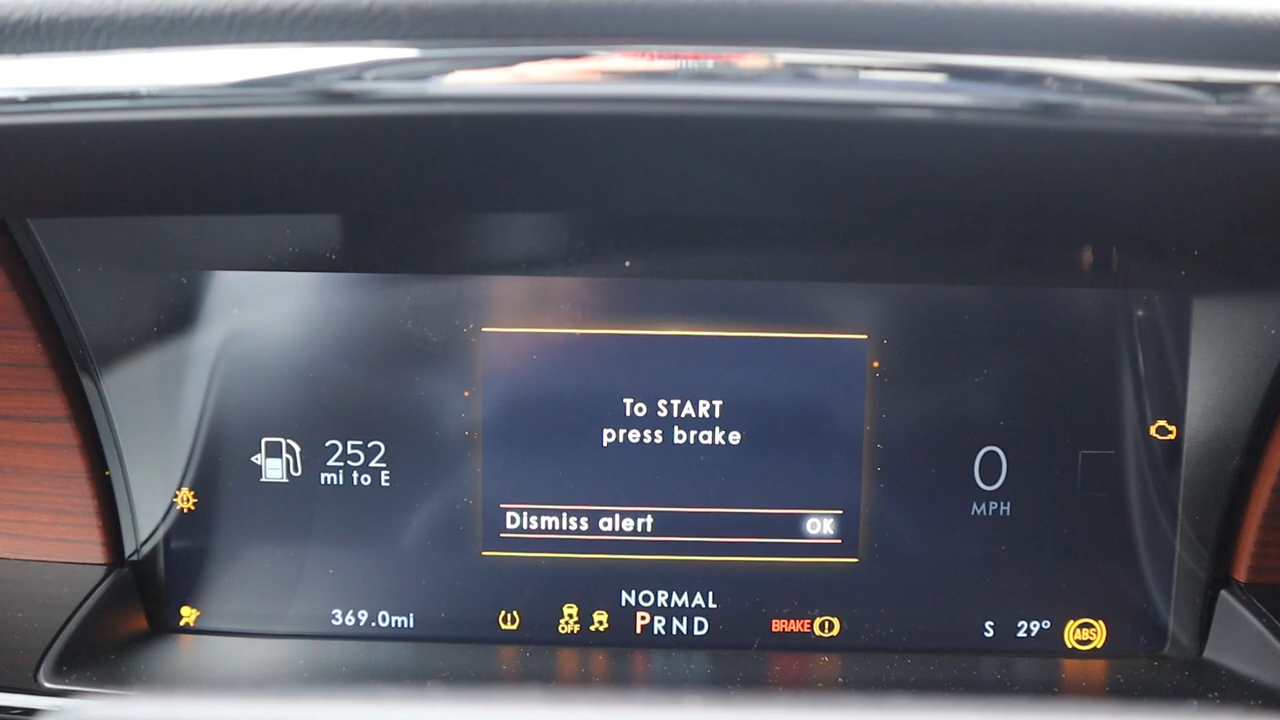 To START
press brake
Dismiss alert OK
252
mi to E
0
MPH
NORMAL
PRND
369.0mi
OFF
BRAKE
S 29°
ABS